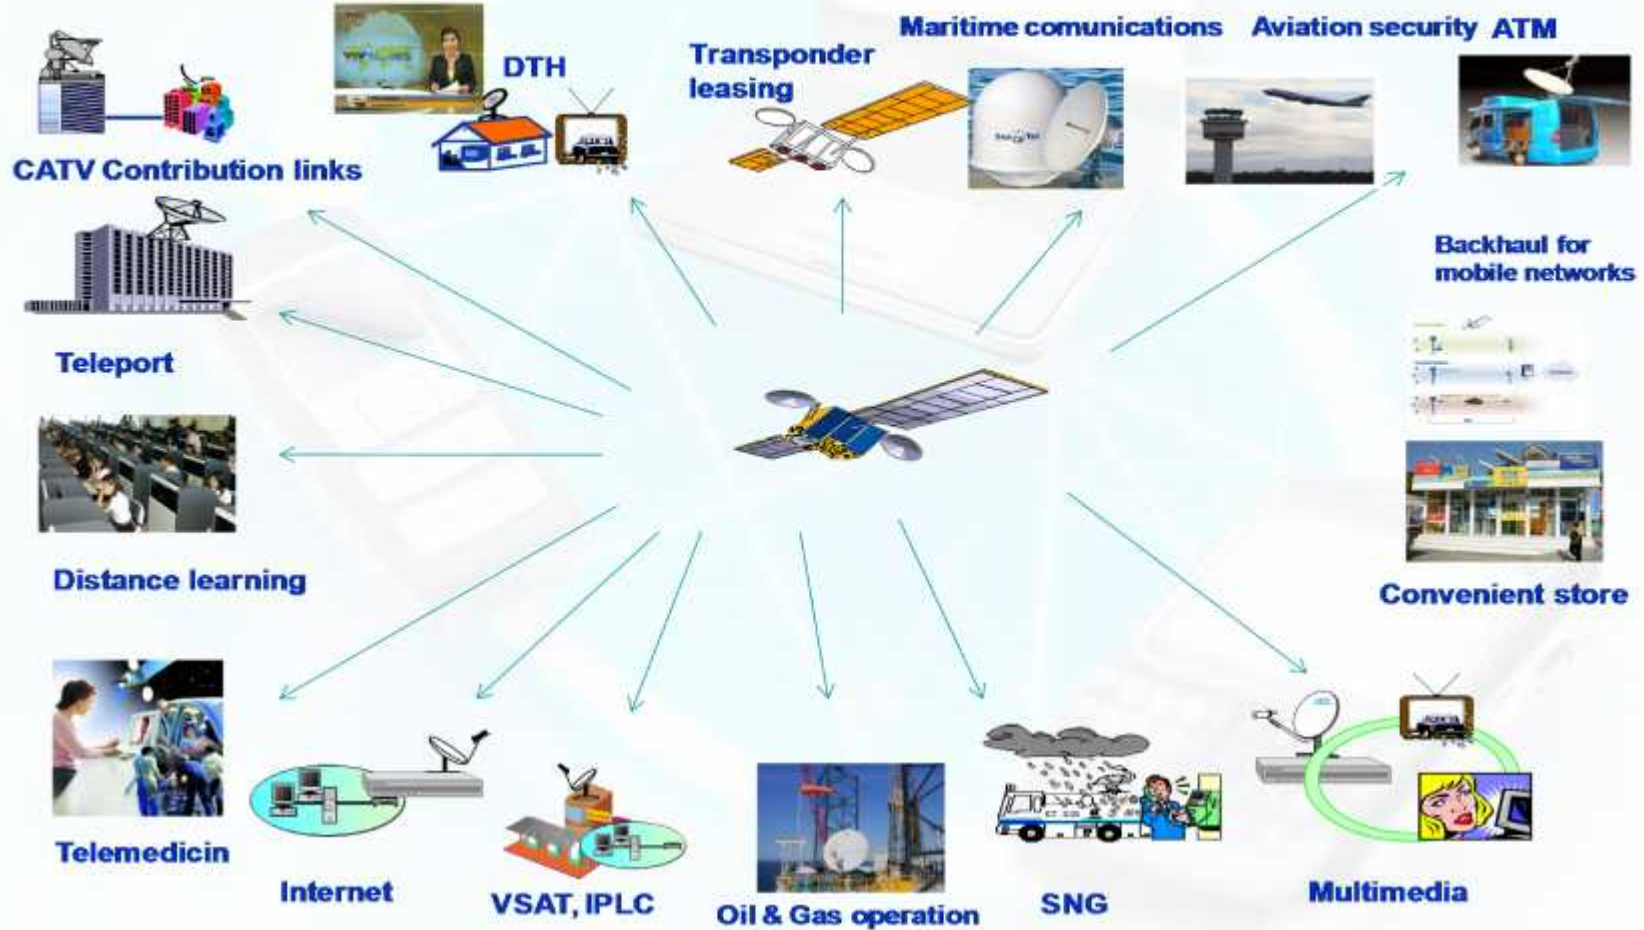 Maritime comunications
Aviation security
ATM
DTH
Transponder
leasing
CATV Contribution links
Backhaul for
mobile networks
Teleport
Distance learning
Convenient store
Telemedicin
Internet
VSAT, IPLC
Oil & Gas operation
SNG
Multimedia